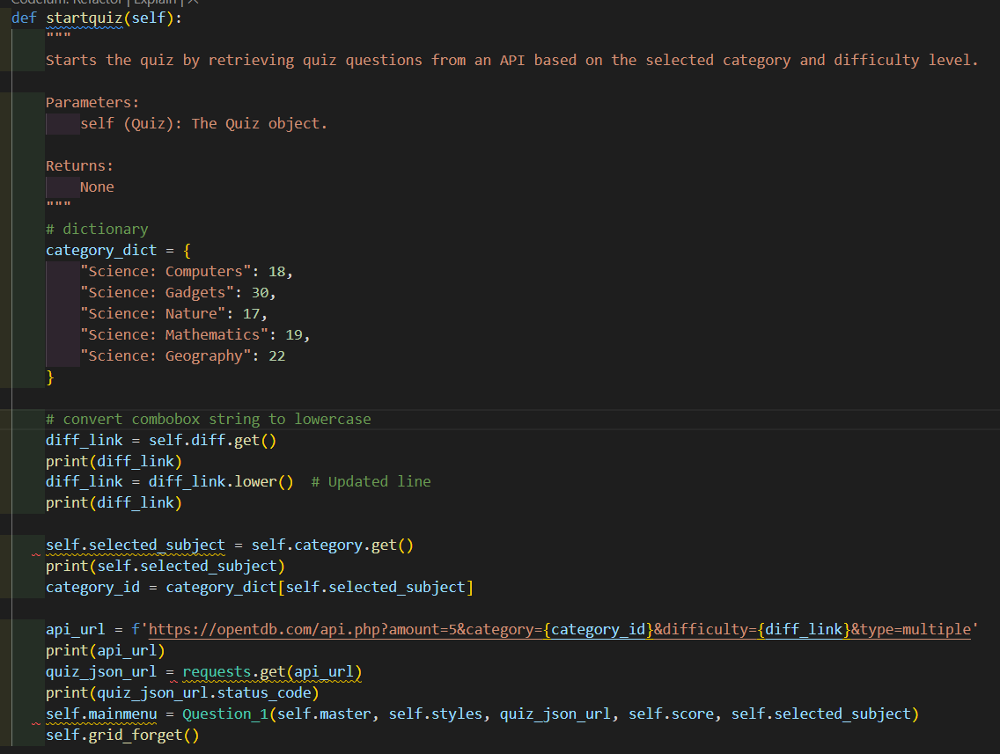 Codeium: Refactor | Explain | X
def startquiz(self):
"""
Starts the quiz by retrieving quiz questions from an API based on the selected category and difficulty level.
Parameters:
self (Quiz): The Quiz object.
Returns:
None
"""
# dictionary
category_dict = {
"Science: Computers": 18,
"Science: Gadgets": 30,
"Science: Nature": 17,
"Science: Mathematics": 19,
"Science: Geography": 22
}
# convert combobox string to lowercase
diff_link = self.diff.get()
print(diff_link)
diff_link = diff_link.lower()  # Updated line
print(diff_link)
self.selected_subject = self.category.get()
print(self.selected_subject)
category_id = category_dict[self.selected_subject]
api_url = f'https://opentdb.com/api.php?amount=5&category={category_id}&difficulty={diff_link}&type=multiple'
print(api_url)
quiz_json_url = requests.get(api_url)
print(quiz_json_url.status_code)
self.mainmenu = Question_1(self.master, self.styles, quiz_json_url, self.score, self.selected_subject)
self.grid_forget()